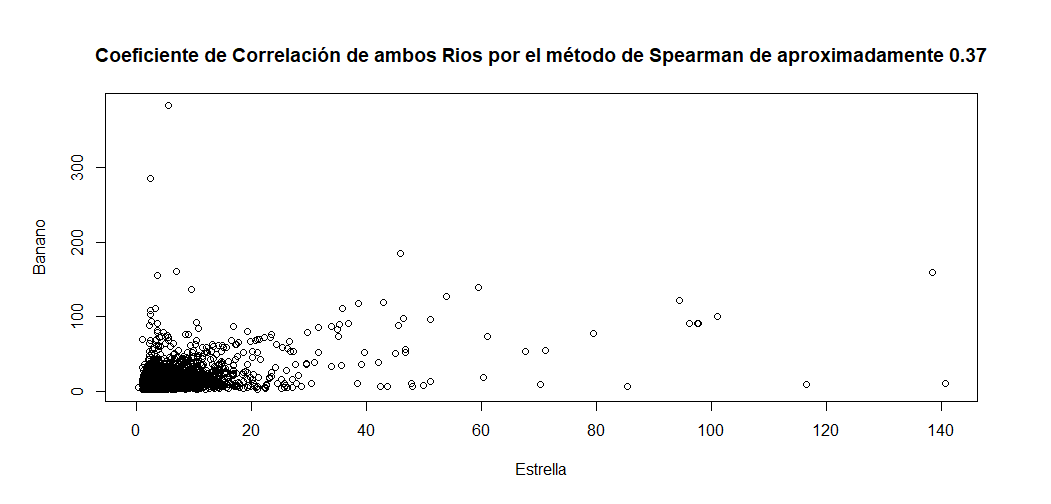 Coeficiente de Correlación de ambos Rios por el método de Spearman de aproximadamente 0.37
300
200
100
0
Banano
0 20 40 60 80 100 120 140
Estrella